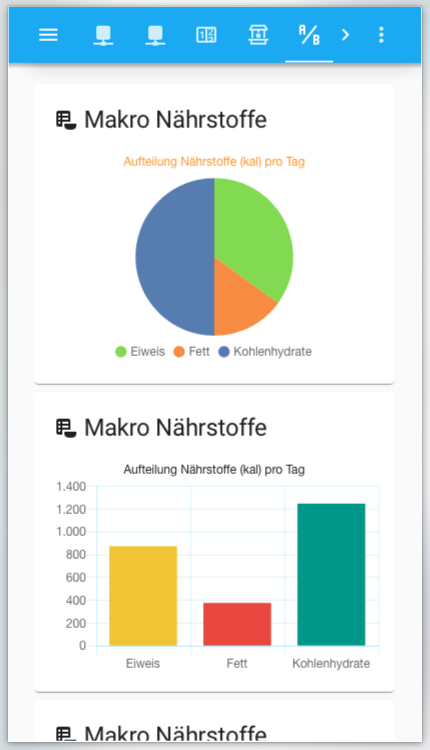 A/B
Makro Nährstoffe
Aufteilung Nährstoffe (kal) pro Tag
Eiweis Fett Kohlenhydrate
Makro Nährstoffe
Aufteilung Nährstoffe (kal) pro Tag
1.400
1.200
1.000
800
600
400
200
0
Eiweis Fett Kohlenhydrate
Makro Nährstoffe